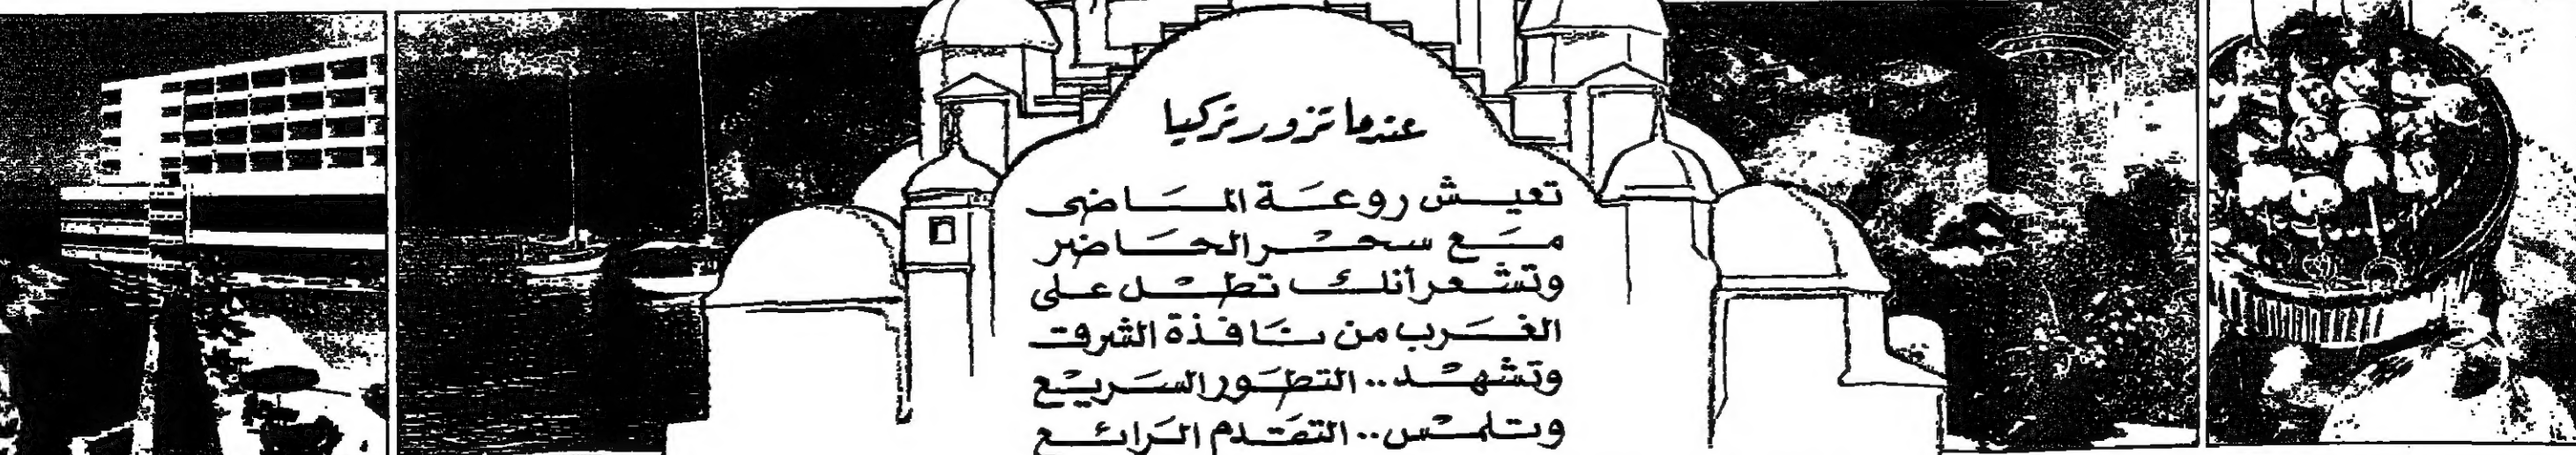 عندما تزور تركيا
تعيش روعة الماضى
مع سحر الحاضر
وتشعر أنك تطل على
الغرب من نافذة الشرق
وتشهد .. التطور السريع
وتلمس .. التقدم الرائع